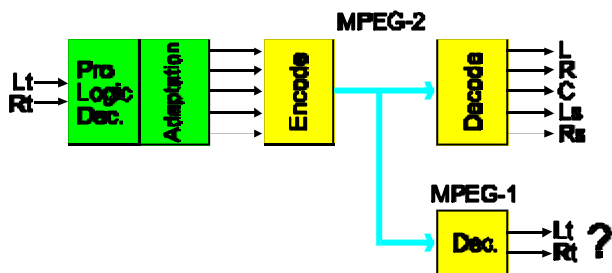 MPEG-2
Lt
Rt
Pro
Logic
Dec.
Adaptation
Encode
Decode
L
R
C
Ls
Rs
MPEG-1
Dec.
Lt
Rt
?